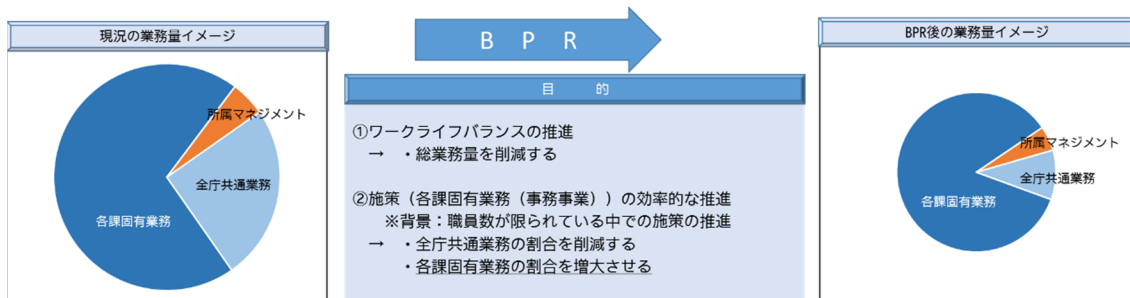 現況の業務量イメージ
所属マネジメント
全庁共通業務
各課固有業務
BPR
目　的
①ワークライフバランスの推進
→　・総業務量を削減する
②施策（各課固有業務（事務事業））の効率的な推進
※背景：職員数が限られている中での施策の推進
→　・全庁共通業務の割合を削減する
・各課固有業務の割合を増大させる
BPR後の業務量イメージ
所属マネジメント
全庁共通業務
各課固有業務